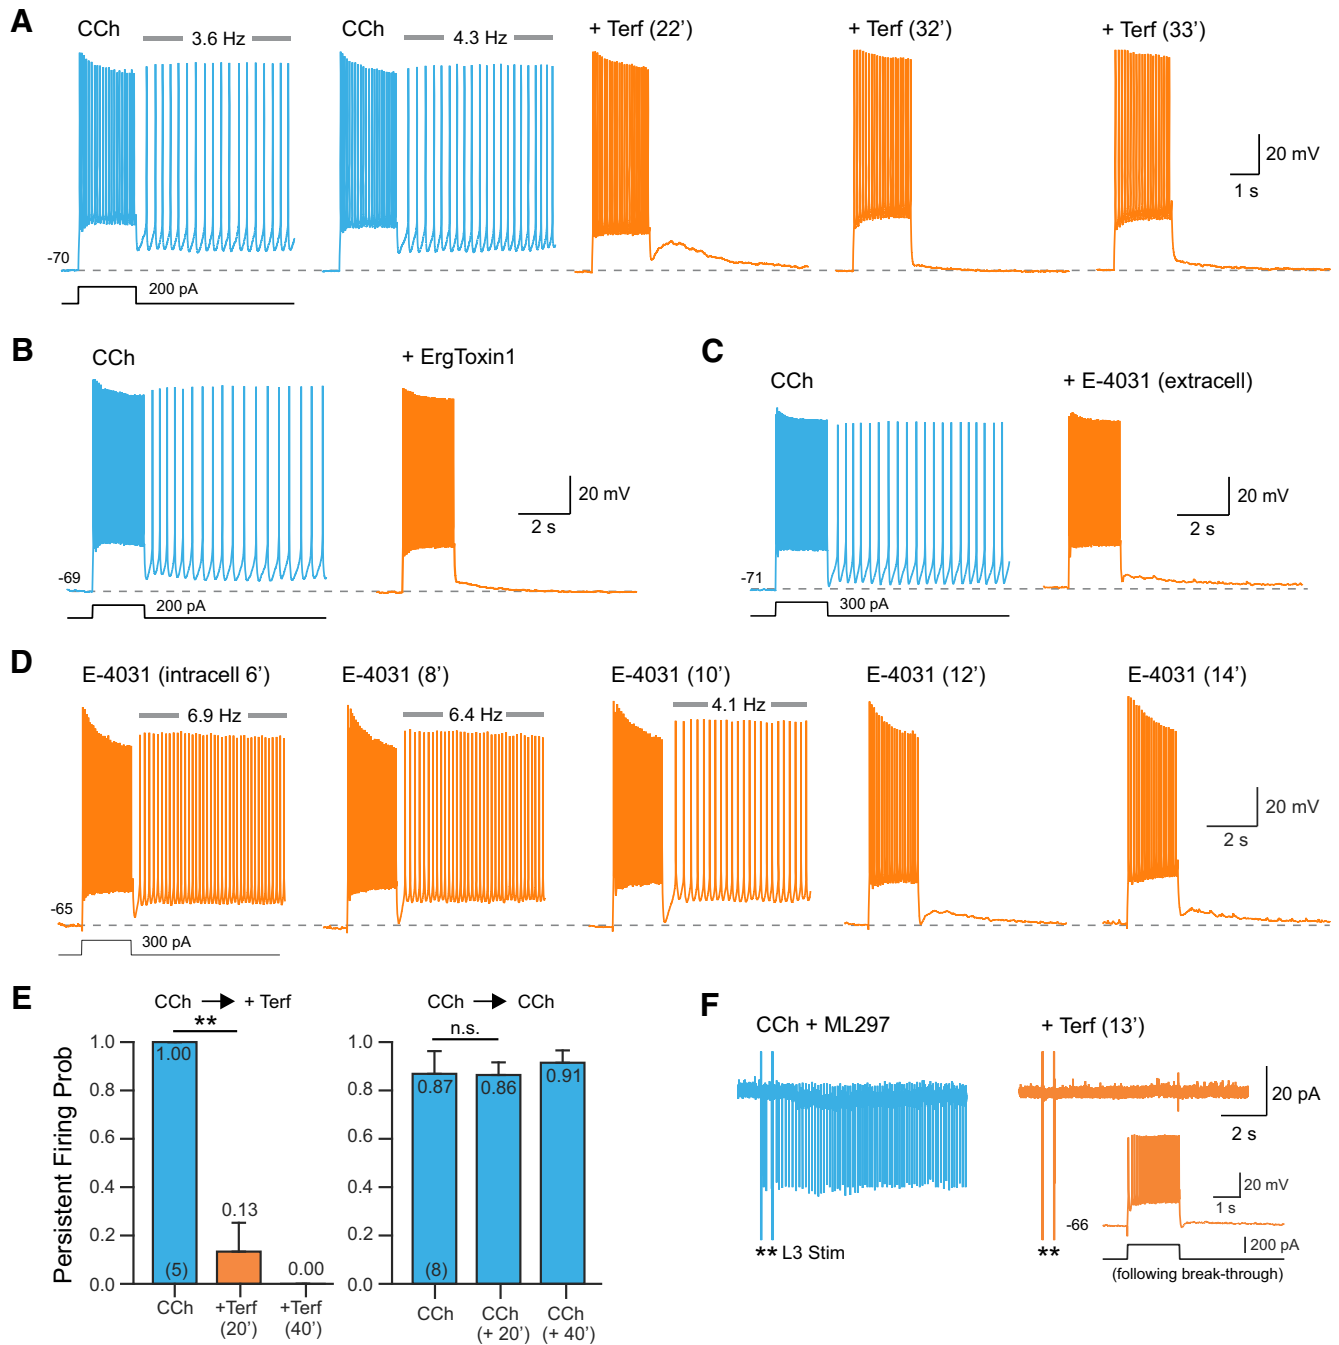 A
CCh
3.6 Hz
CCh
4.3 Hz
+ Terf (22’)
+ Terf (32’)
+ Terf (33’)
20 mV
1 s
-70
200 pA
B
CCh
+ ErgToxin1
20 mV
2 s
-69
200 pA
C
CCh
+ E-4031 (extracell)
20 mV
2 s
-71
300 pA
D
E-4031 (intracell 6’)
E-4031 (8’)
E-4031 (10’)
E-4031 (12’)
E-4031 (14’)
6.9 Hz
6.4 Hz
4.1 Hz
20 mV
2 s
-65
300 pA
E
CCh → + Terf
**
Persistent Firing Prob
1.0
0.8
0.6
0.4
0.2
0.0
1.00
(5)
0.13
0.00
CCh
+Terf
(20’)
+Terf
(40’)
CCh → CCh
n.s.
1.0
0.8
0.6
0.4
0.2
0.0
0.87
(8)
0.86
0.91
CCh
CCh
(+ 20’)
CCh
(+ 40’)
F
CCh + ML297
+ Terf (13’)
** L3 Stim
20 pA
2 s
**
-66
20 mV
1 s
200 pA
(following break-through)